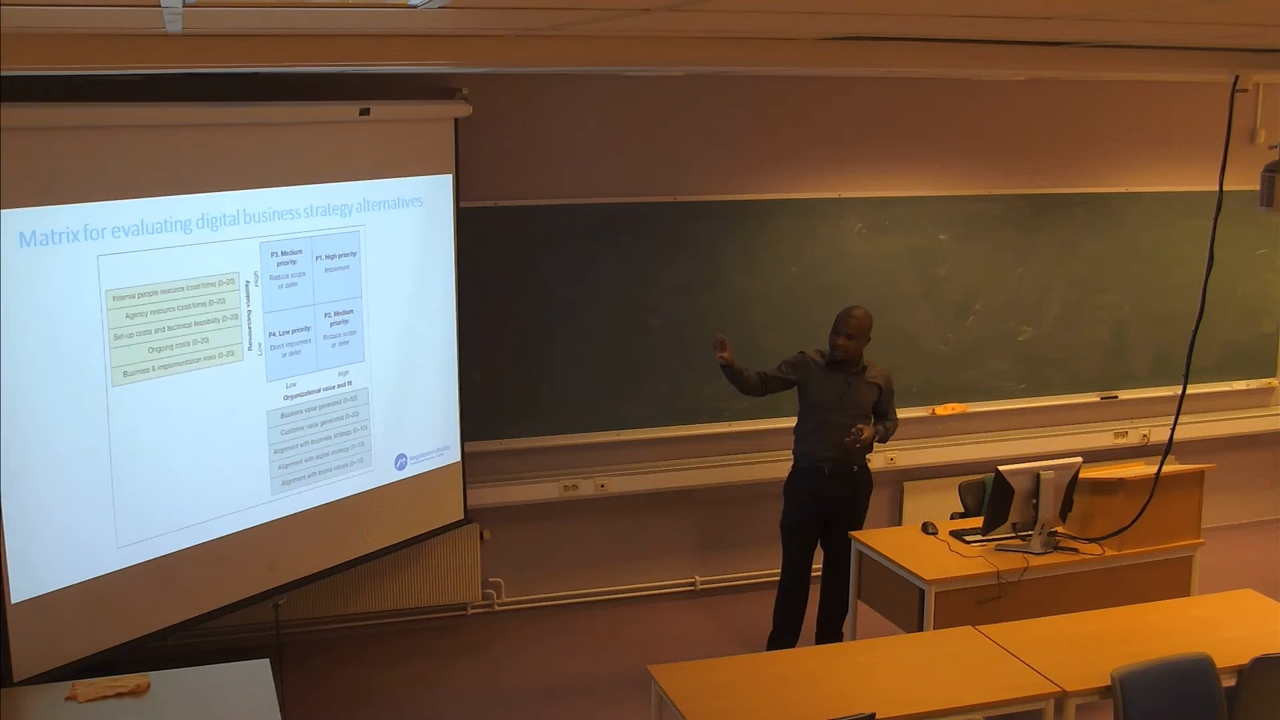 Matrix for evaluating digital business strategy alternatives
Internal people resource (cost/time) (0–20)
Agency resource (cost/time) (0–20)
Set-up costs and technical feasibility (0–20)
Ongoing costs (0–20)
Business & implementation risks (0–20)
Resourcing viability
High
Low
P3. Medium
priority:
Reduce scope
or defer
P1. High priority:
Implement
P4. Low priority:
Don't implement
or defer
P2. Medium
priority:
Reduce scope
or defer
Low
High
Organizational value and fit
Business value generated (0–50)
Customer value generated (0–20)
Alignment with business strategy (0–10)
Alignment with digital strategy (0–10)
Alignment with brand values (0–10)